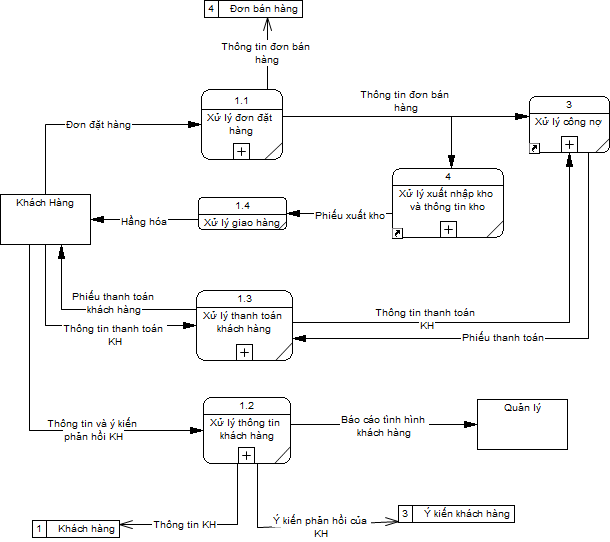 4 Đơn bán hàng
Thông tin đơn bán
hàng
1.1
Xử lý đơn đặt
hàng
Đơn đặt hàng
Thông tin đơn bán
hàng
3
Xử lý công nợ
4
Xử lý xuất nhập kho
và thông tin kho
Khách Hàng
1.4
Xử lý giao hàng
Hầng hóa
Phiếu xuất kho
1.3
Xử lý thanh toán
khách hàng
Phiếu thanh toán
khách hàng
Thông tin thanh toán
KH
Thông tin thanh toán
KH
Phiếu thanh toán
1.2
Xử lý thông tin
khách hàng
Thông tin và ý kiến
phản hồi KH
Báo cáo tình hình
khách hàng
Quản lý
1 Khách hàng
Thông tin KH
Ý kiến phản hồi của
KH
3 Ý kiến khách hàng